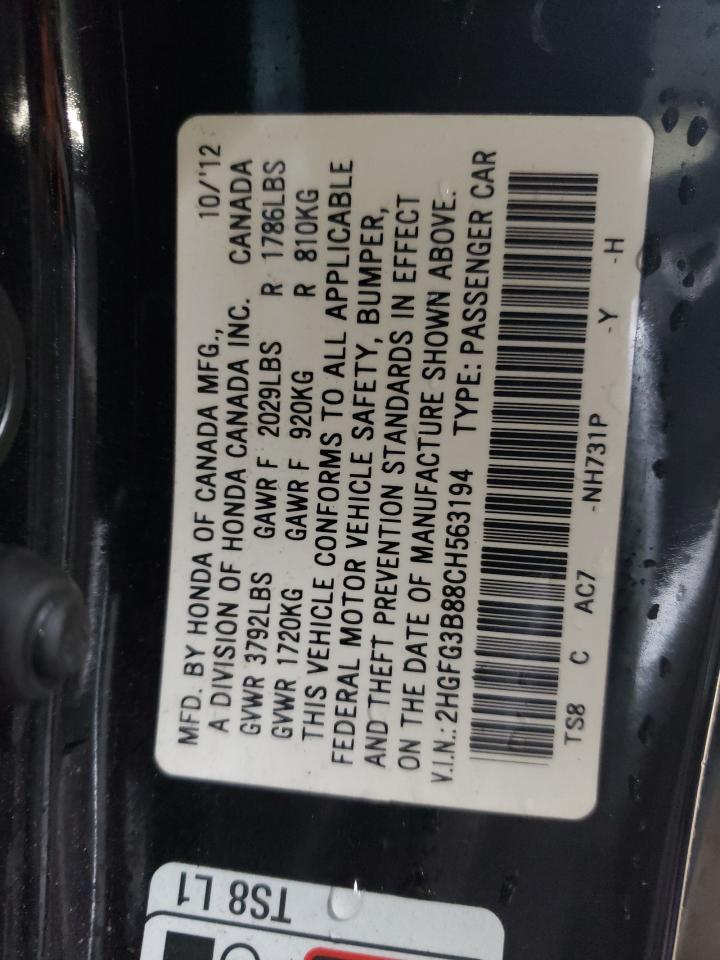 MFD. BY HONDA OF CANADA MFG., 10/'12
A DIVISION OF HONDA CANADA INC. CANADA
GVWR 3792LBS GAWR F 2029LBS R 1786LBS
GVWR 1720KG GAWR F 920KG R 810KG
THIS VEHICLE CONFORMS TO ALL APPLICABLE
FEDERAL MOTOR VEHICLE SAFETY, BUMPER,
AND THEFT PREVENTION STANDARDS IN EFFECT
ON THE DATE OF MANUFACTURE SHOWN ABOVE.
V.I.N.: 2HGFG3B88CH563194 TYPE: PASSENGER CAR
TS8 C AC7 -NH731P -Y -H
TS8 L1